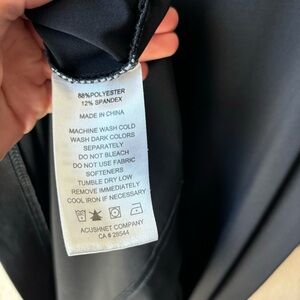 88%POLYESTER
12% SPANDEX
MADE IN CHINA
MACHINE WASH COLD
WASH DARK COLORS
SEPARATELY
DO NOT BLEACH
DO NOT USE FABRIC
SOFTENERS
TUMBLE DRY LOW
REMOVE IMMEDIATELY
COOL IRON IF NECESSARY
ACUSHNET COMPANY
CA # 28544